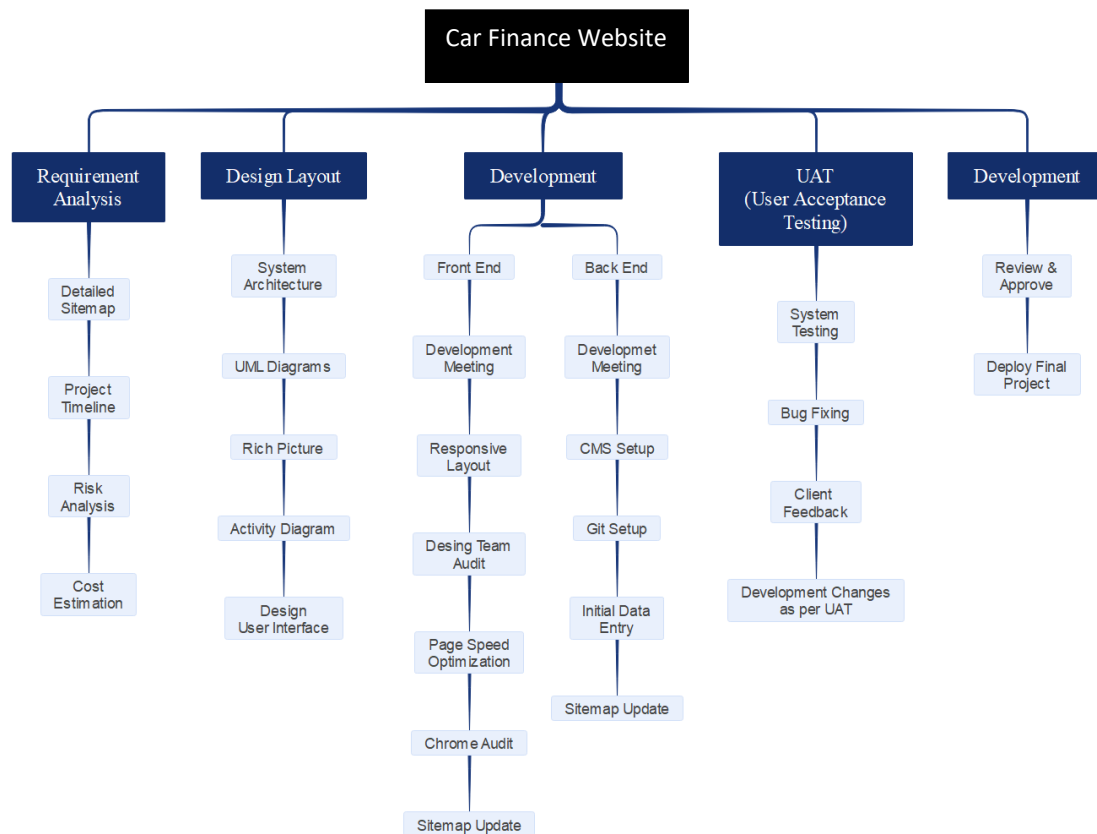 Car Finance Website
Requirement
Analysis
Detailed
Sitemap
Project
Timeline
Risk
Analysis
Cost
Estimation
Design Layout
System
Architecture
UML Diagrams
Rich Picture
Activity Diagram
Design
User Interface
Development
Front End
Development
Meeting
Responsive
Layout
Desing Team
Audit
Page Speed
Optimization
Chrome Audit
Sitemap Update
Back End
Developmet
Meeting
CMS Setup
Git Setup
Initial Data
Entry
Sitemap Update
UAT
(User Acceptance
Testing)
System
Testing
Bug Fixing
Client
Feedback
Development Changes
as per UAT
Development
Review &
Approve
Deploy Final
Project